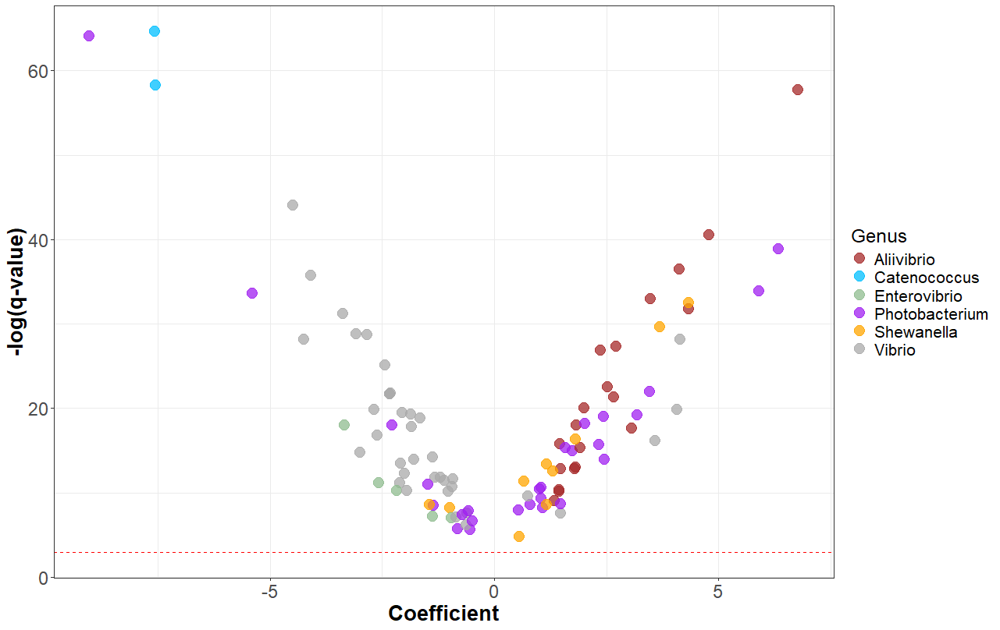 -log(q-value)
60
40
20
0
-5
0
5
Coefficient
Genus
Aliivibrio
Catenococcus
Enterovibrio
Photobacterium
Shewanella
Vibrio